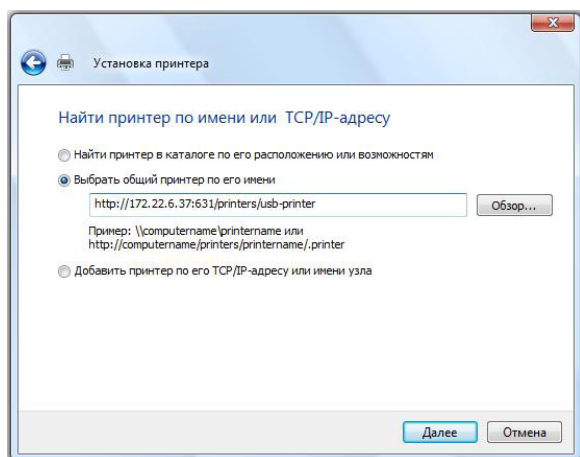 Установка принтера
Найти принтер по имени или TCP/IP-адресу
Найти принтер в каталоге по его расположению или возможностям
Выбрать общий принтер по его имени
http://172.22.6.37:631/printers/usb-printer
Обзор...
Пример: \\computername\printername или
http://computername/printers/printername/.printer
Добавить принтер по его TCP/IP-адресу или имени узла
Далее
Отмена